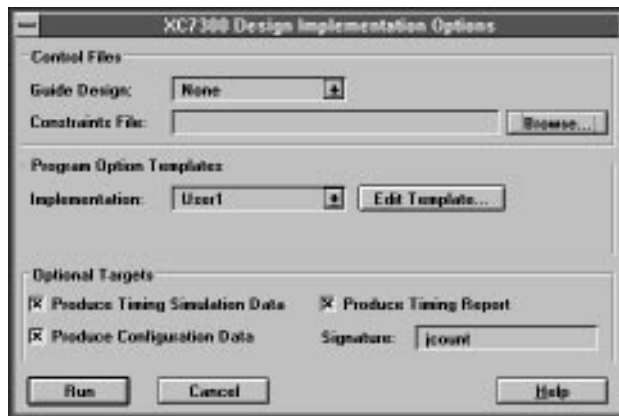 XC7300 Design Implementation Options
Control Files
Guide Design: None
Constraints File: Browse...
Program Option Templates
Implementation: User1 Edit Template...
Optional Targets
Produce Timing Simulation Data Produce Timing Report
Produce Configuration Data Signature: jcount
Run Cancel Help